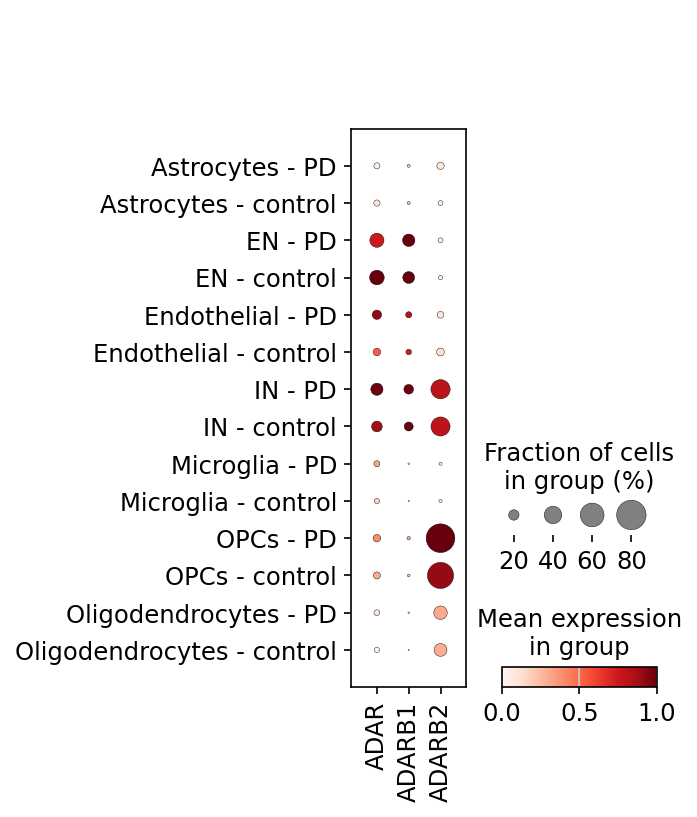 Astrocytes - PD
Astrocytes - control
EN - PD
EN - control
Endothelial - PD
Endothelial - control
IN - PD
IN - control
Microglia - PD
Microglia - control
OPCs - PD
OPCs - control
Oligodendrocytes - PD
Oligodendrocytes - control
ADAR
ADARB1
ADARB2
Fraction of cells
in group (%)
20 40 60 80
Mean expression
in group
0.0 0.5 1.0